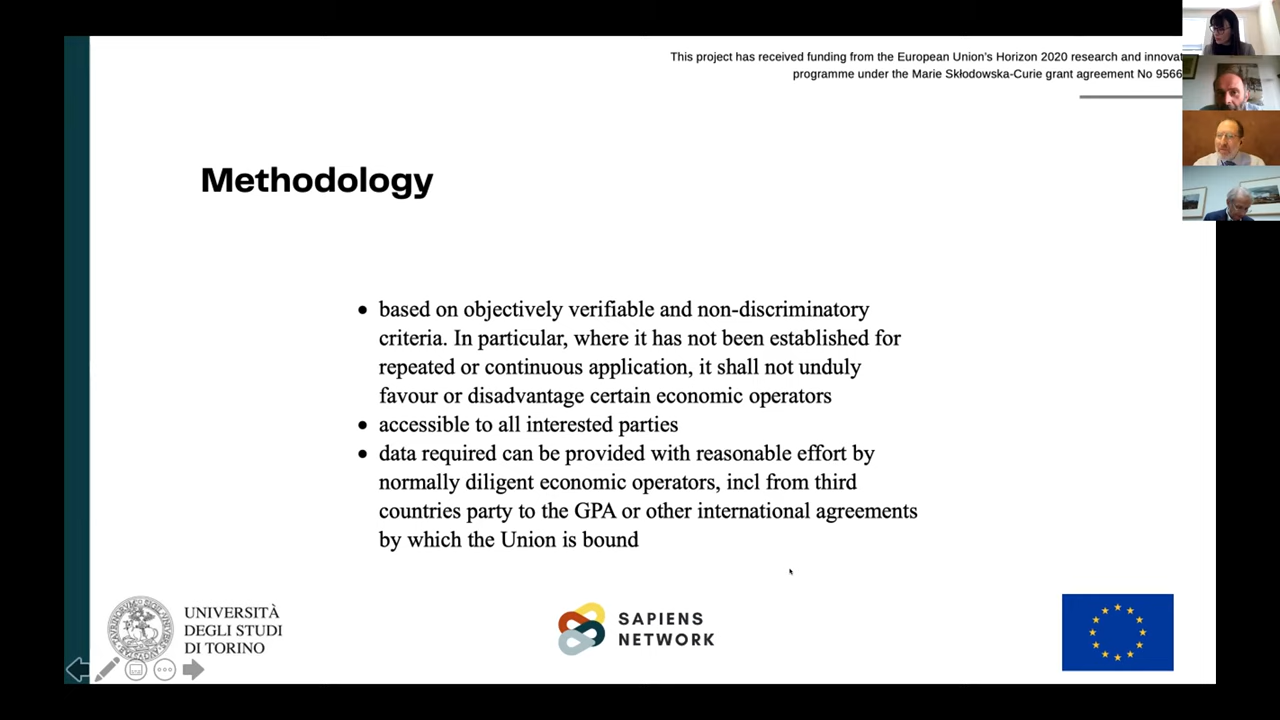 This project has received funding from the European Union's Horizon 2020 research and innovat
programme under the Marie Skłodowska-Curie grant agreement No 9566
Methodology
• based on objectively verifiable and non-discriminatory
criteria. In particular, where it has not been established for
repeated or continuous application, it shall not unduly
favour or disadvantage certain economic operators
• accessible to all interested parties
• data required can be provided with reasonable effort by
normally diligent economic operators, incl from third
countries party to the GPA or other international agreements
by which the Union is bound
UNIVERSITÀ
DEGLI STUDI
DI TORINO
SAPIENS
NETWORK